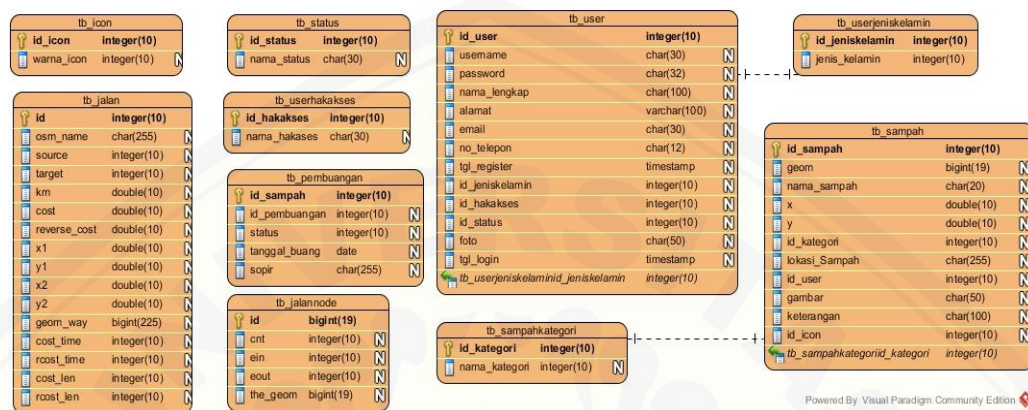 tb_icon
id_icon integer(10)
warna_icon integer(10) N
tb_status
id_status integer(10)
nama_status char(30) N
tb_user
id_user integer(10)
username char(30) N
password char(32) N
nama_lengkap char(100) N
alamat varchar(100) N
email char(30) N
no_telepon char(12) N
tgl_register timestamp N
id_jeniskelamin integer(10) N
id_hakakses integer(10) N
id_status integer(10) N
foto char(50) N
tgl_login timestamp N
tb_userjeniskelaminid_jeniskelamin integer(10)
tb_userjeniskelamin
id_jeniskelamin integer(10)
jenis_kelamin integer(10) N
tb_jalan
id integer(10)
osm_name char(255) N
source integer(10) N
target integer(10) N
km double(10) N
cost double(10) N
reverse_cost double(10) N
x1 double(10) N
y1 double(10) N
x2 double(10) N
y2 double(10) N
geom_way bigint(225) N
cost_time integer(10) N
rcost_time integer(10) N
cost_len integer(10) N
rcost_len integer(10) N
tb_userhakakses
id_hakakses integer(10)
nama_hakases char(30) N
tb_pembuangan
id_sampah integer(10)
id_pembuangan integer(10) N
status integer(10) N
tanggal_buang date N
sopir char(255) N
tb_jalannode
id bigint(19)
cnt integer(10) N
ein integer(10) N
eout integer(10) N
the_geom bigint(19) N
tb_sampahkategori
id_kategori integer(10)
nama_kategori integer(10) N
tb_sampah
id_sampah integer(10)
geom bigint(19) N
nama_sampah char(20) N
x double(10) N
y double(10) N
id_kategori integer(10) N
lokasi_Sampah char(255) N
id_user integer(10) N
gambar char(50) N
keterangan char(100) N
id_icon integer(10) N
tb_sampahkategoriid_kategori integer(10)
Powered By Visual Paradigm Community Edition